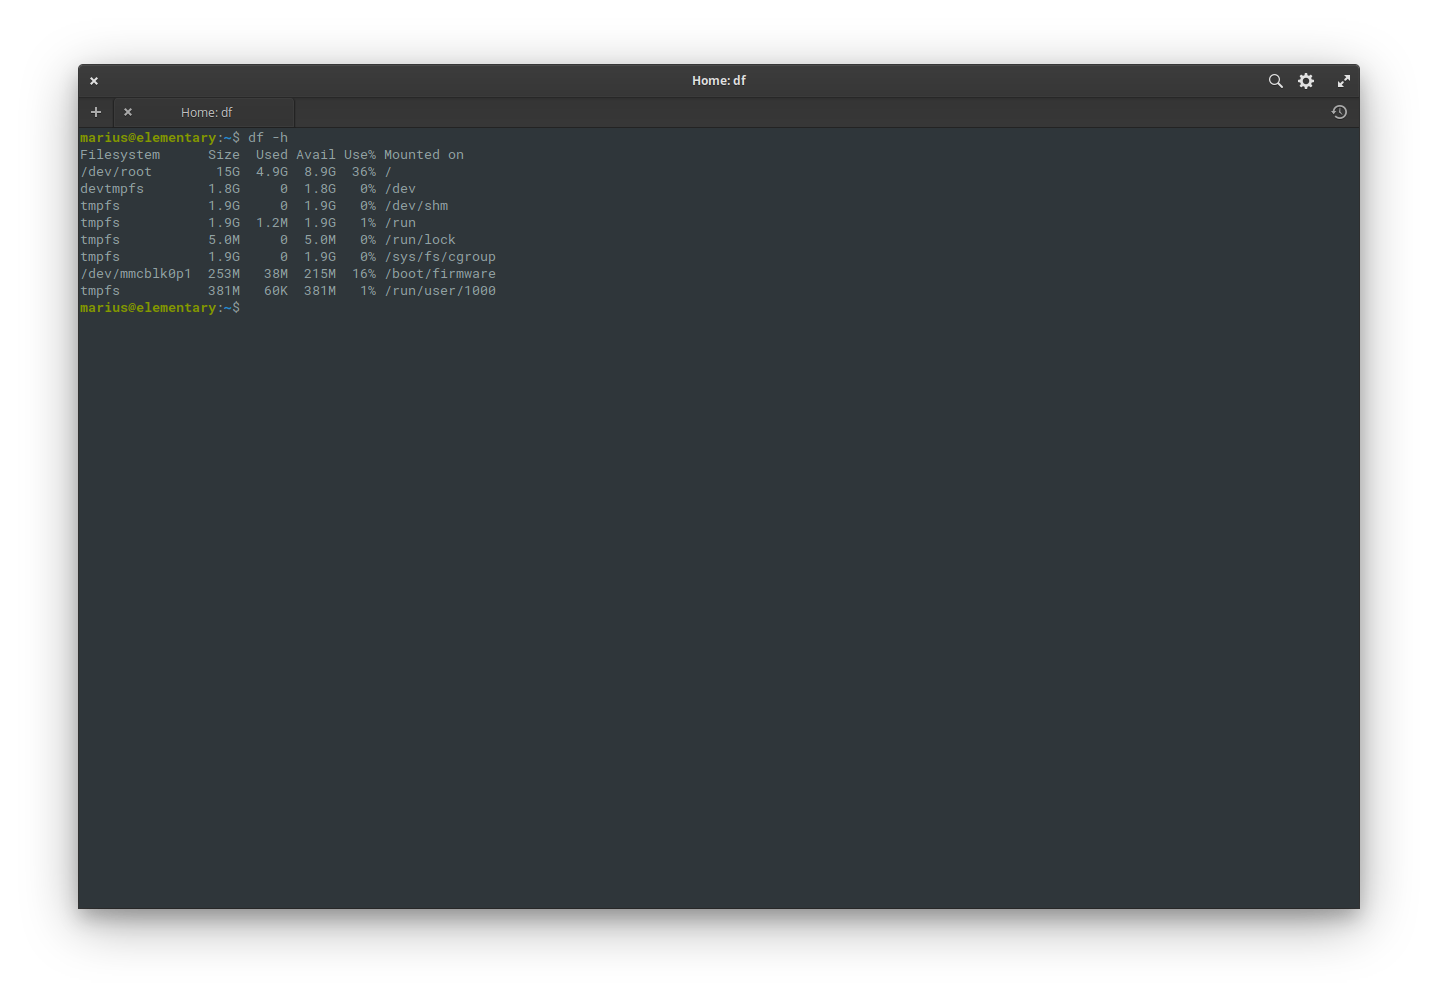 Home: df
Home: df
marius@elementary:~$ df -h
Filesystem      Size  Used Avail Use% Mounted on
/dev/root        15G  4.9G  8.9G  36% /
devtmpfs        1.8G     0  1.8G   0% /dev
tmpfs           1.9G     0  1.9G   0% /dev/shm
tmpfs           1.9G  1.2M  1.9G   1% /run
tmpfs           5.0M     0  5.0M   0% /run/lock
tmpfs           1.9G     0  1.9G   0% /sys/fs/cgroup
/dev/mmcblk0p1  253M   38M  215M  16% /boot/firmware
tmpfs           381M   60K  381M   1% /run/user/1000
marius@elementary:~$